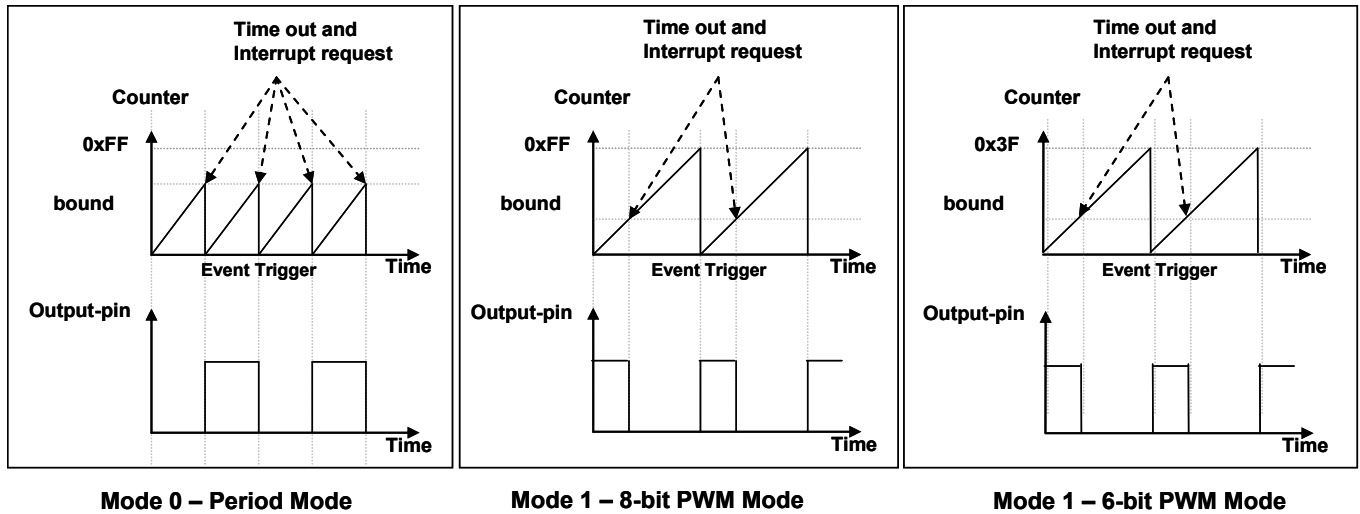 Time out and
Interrupt request
Counter
0xFF
bound
Event Trigger
Time
Output-pin
Time
Mode 0 – Period Mode
Time out and
Interrupt request
Counter
0xFF
bound
Event Trigger
Time
Output-pin
Time
Mode 1 – 8-bit PWM Mode
Time out and
Interrupt request
Counter
0x3F
bound
Event Trigger
Time
Output-pin
Time
Mode 1 – 6-bit PWM Mode